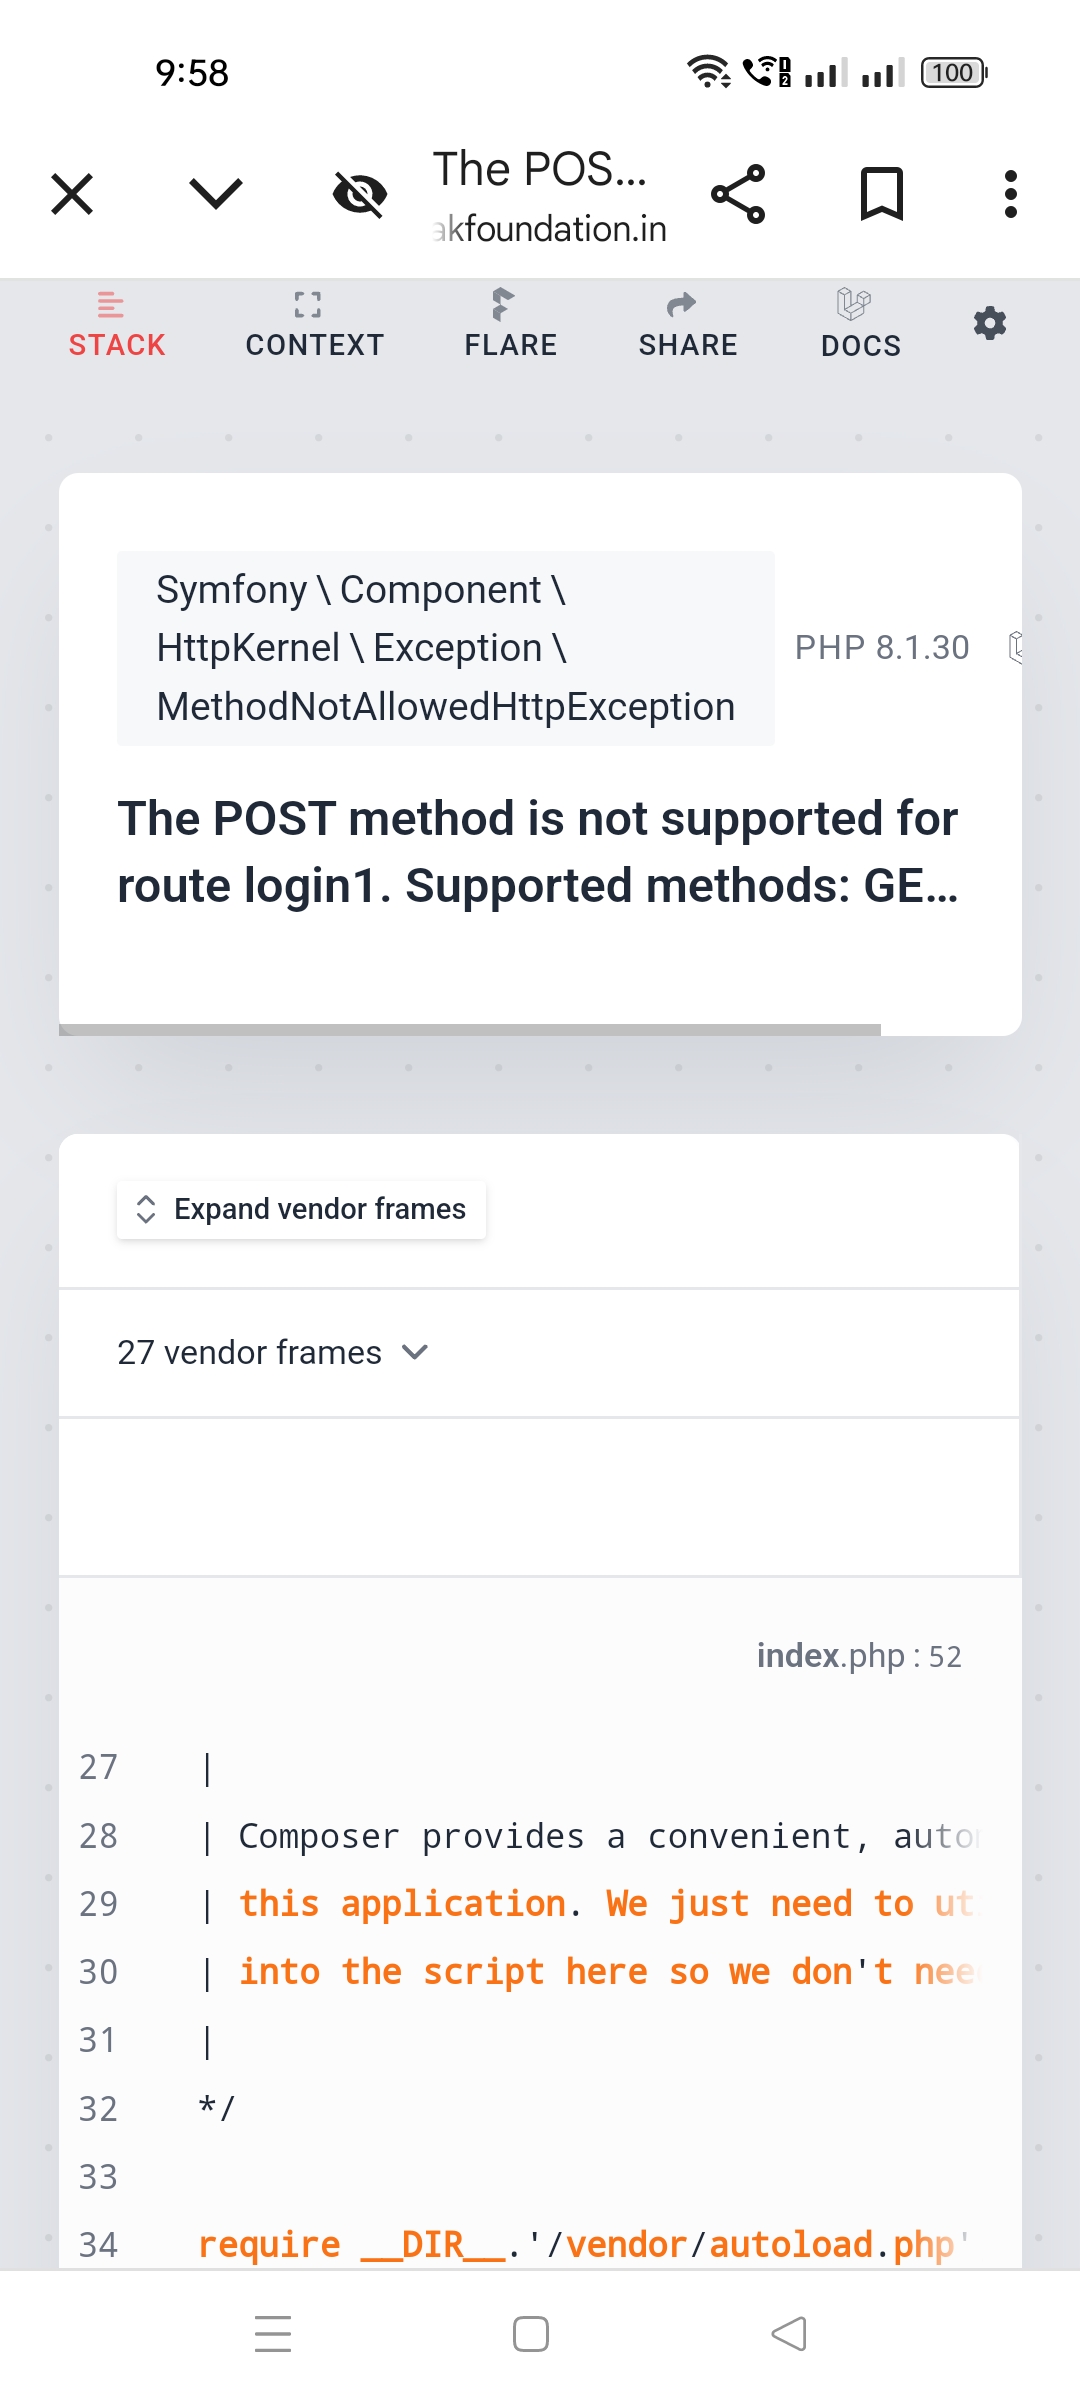 9:58
1
2
100
The POS...
akfoundation.in
STACK
CONTEXT
FLARE
SHARE
DOCS
Symfony \ Component \
HttpKernel \ Exception \
MethodNotAllowedHttpException
PHP 8.1.30
The POST method is not supported for
route login1. Supported methods: GE...
Expand vendor frames
27 vendor frames
index.php : 52
27 |
28 | Composer provides a convenient, autom
29 | this application. We just need to ut
30 | into the script here so we don't nee
31 |
32 */
33
34 require __DIR__.'/vendor/autoload.php'